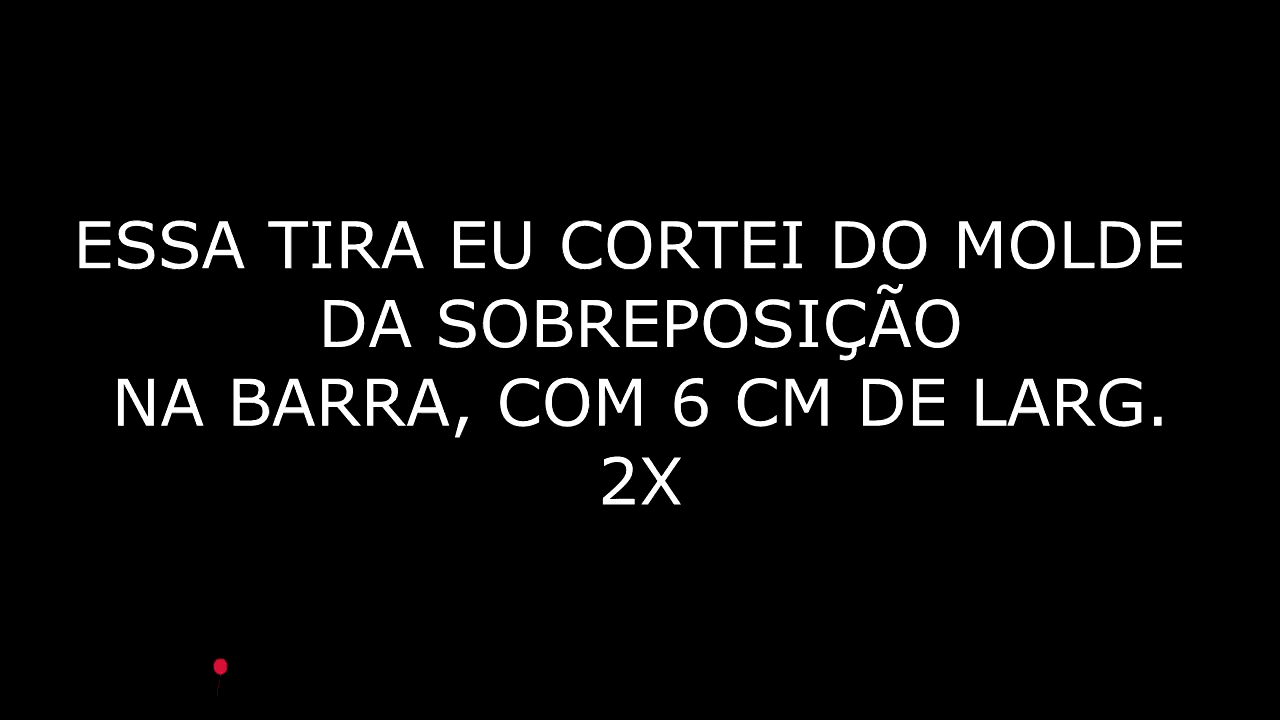 ESSA TIRA EU CORTEI DO MOLDE
DA SOBREPOSIÇÃO
NA BARRA, COM 6 CM DE LARG.
2X